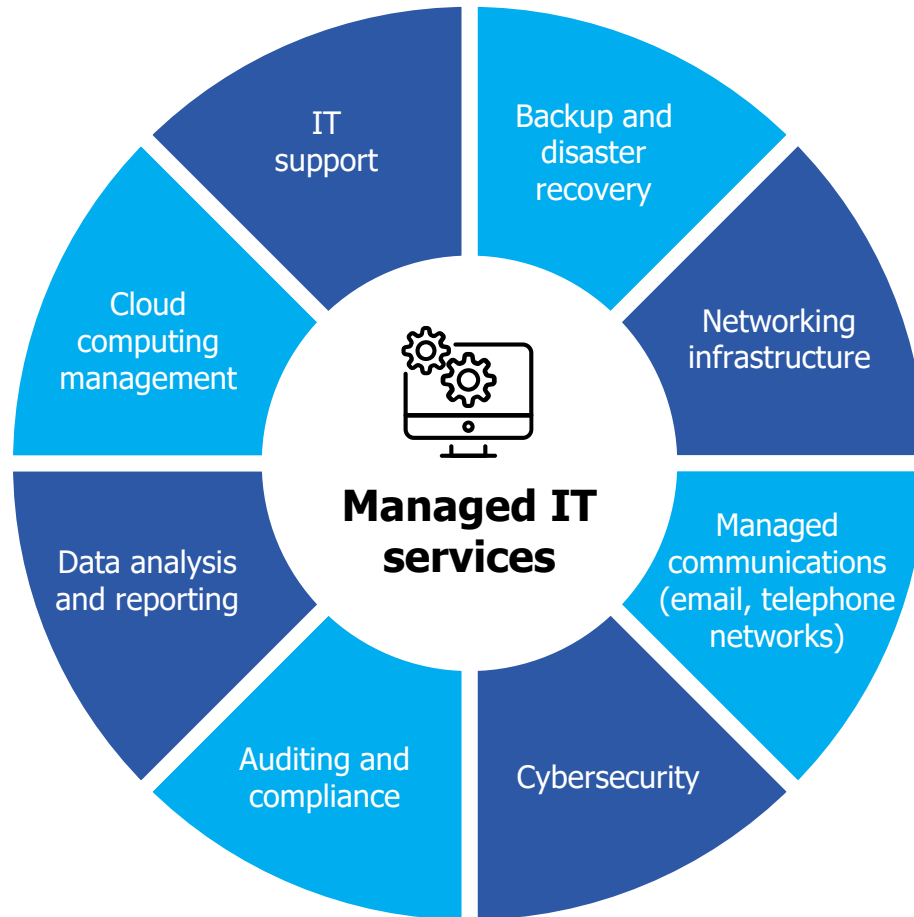 IT
support
Backup and
disaster
recovery
Networking
infrastructure
Managed
communications
(email, telephone
networks)
Cybersecurity
Auditing and
compliance
Data analysis
and reporting
Cloud
computing
management
Managed IT
services